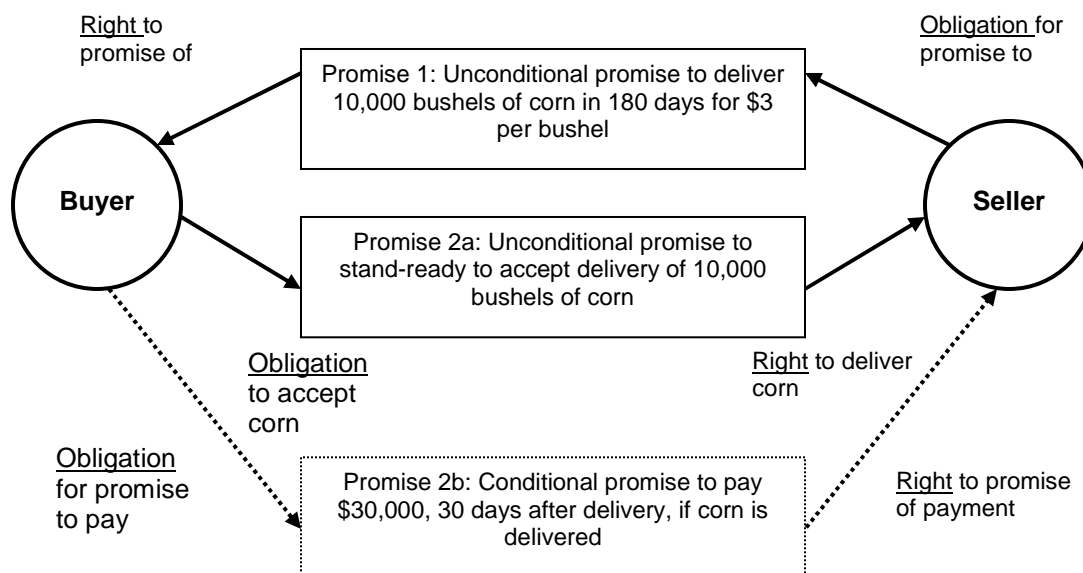 Right to
promise of
Obligation for
promise to
Promise 1: Unconditional promise to deliver
10,000 bushels of corn in 180 days for $3
per bushel
Buyer
Seller
Promise 2a: Unconditional promise to
stand-ready to accept delivery of 10,000
bushels of corn
Obligation
to accept
corn
Right to deliver
corn
Obligation
for promise
to pay
Promise 2b: Conditional promise to pay
$30,000, 30 days after delivery, if corn is
delivered
Right to promise
of payment